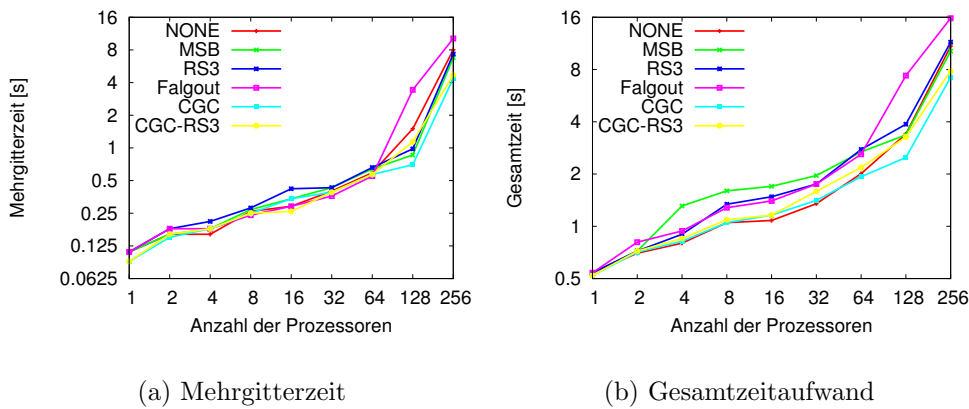 Mehrgitterzeit [s]
16
8
4
2
1
0.5
0.25
0.125
0.0625
NONE
MSB
RS3
Falgout
CGC
CGC-RS3
1 2 4 8 16 32 64 128 256
Anzahl der Prozessoren
(a) Mehrgitterzeit
Gesamtzeit [s]
16
8
4
2
1
0.5
NONE
MSB
RS3
Falgout
CGC
CGC-RS3
1 2 4 8 16 32 64 128 256
Anzahl der Prozessoren
(b) Gesamtzeitaufwand